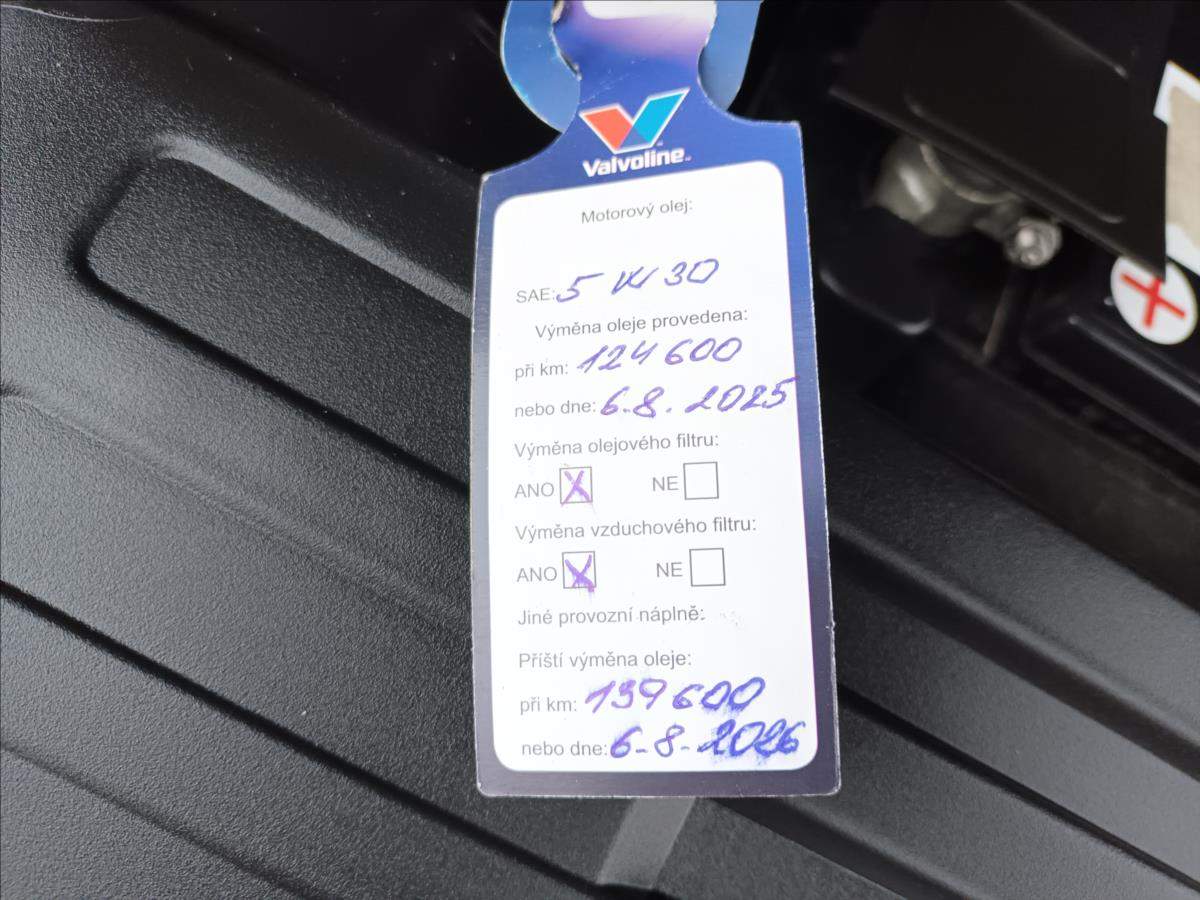 Valvoline
Motorový olej:
SAE: 5W30
Výměna oleje provedena:
při km: 124600
nebo dne: 6.8.2025
Výměna olejového filtru:
ANO X NE
Výměna vzduchového filtru:
ANO X NE
Jiné provozní náplně:
Příští výměna oleje:
při km: 139600
nebo dne: 6-8-2026